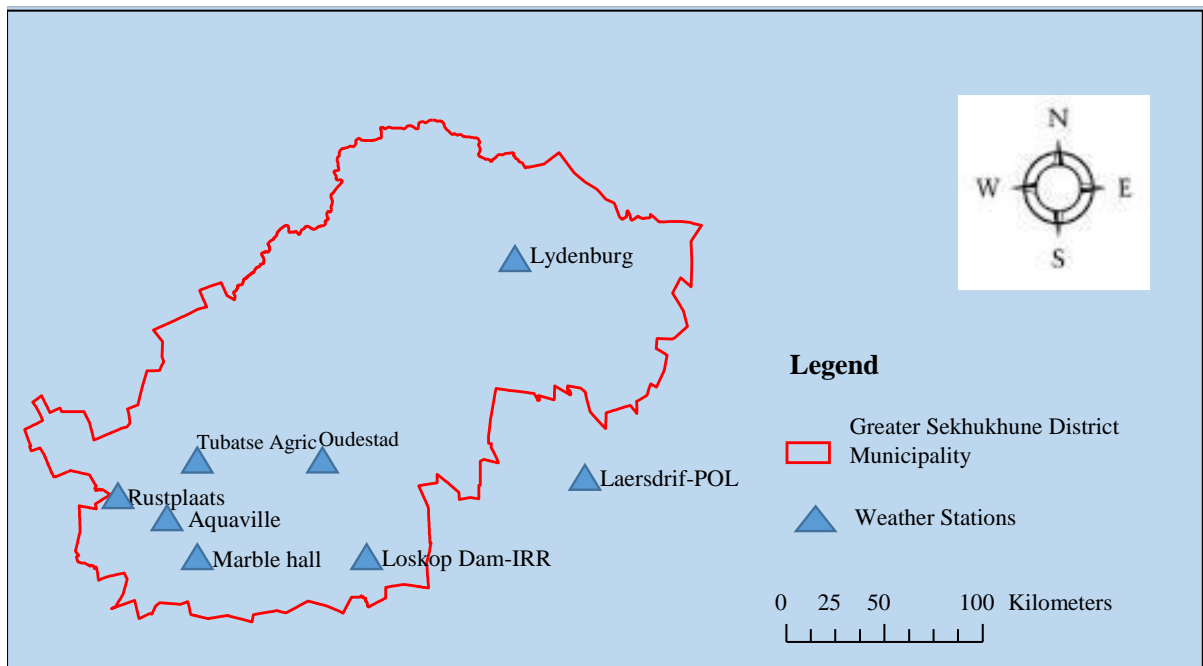 N
W E
S
Lydenburg
Legend
Greater Sekhukhune District
Municipality
Tubatse Agric Oudestad
Laersdrif-POL
Rustplaats
Aquaville
Weather Stations
Marble hall
Loskop Dam-IRR
0 25 50 100 Kilometers